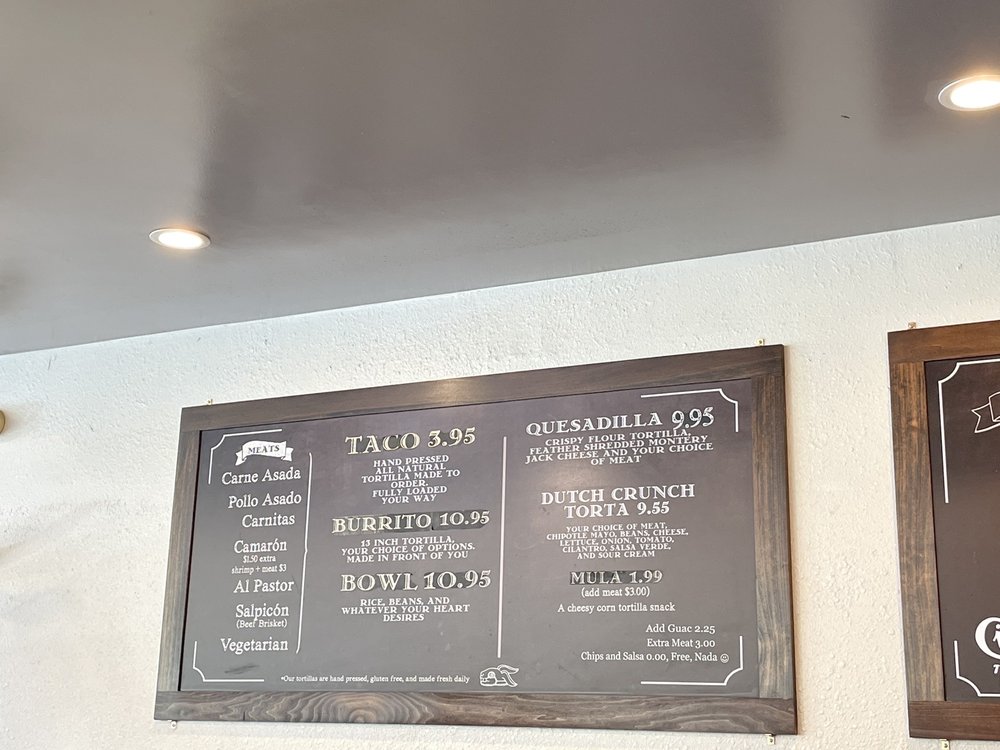 MEATS
Carne Asada
Pollo Asado
Carnitas
Camarón
$1.50 extra
shrimp + meat $3
Al Pastor
Salpicón
(Beef Brisket)
Vegetarian
TACO 3.95
HAND PRESSED
ALL NATURAL
TORTILLA MADE TO
ORDER.
FULLY LOADED
YOUR WAY
BURRITO 10.95
13 INCH TORTILLA,
YOUR CHOICE OF OPTIONS.
MADE IN FRONT OF YOU
BOWL 10.95
RICE, BEANS, AND
WHATEVER YOUR HEART
DESIRES
QUESADILLA 9.95
CRISPY FLOUR TORTILLA,
FEATHER SHREDDED MONTERY
JACK CHEESE AND YOUR CHOICE
OF MEAT
DUTCH CRUNCH
TORTA 9.55
YOUR CHOICE OF MEAT,
CHIPOTLE MAYO, BEANS, CHEESE,
LETTUCE, ONION, TOMATO,
CILANTRO, SALSA VERDE,
AND SOUR CREAM
MULA 1.99
(add meat $3.00)
A cheesy corn tortilla snack
Add Guac 2.25
Extra Meat 3.00
Chips and Salsa 0.00, Free, Nada ☺
*Our tortillas are hand pressed, gluten free, and made fresh daily